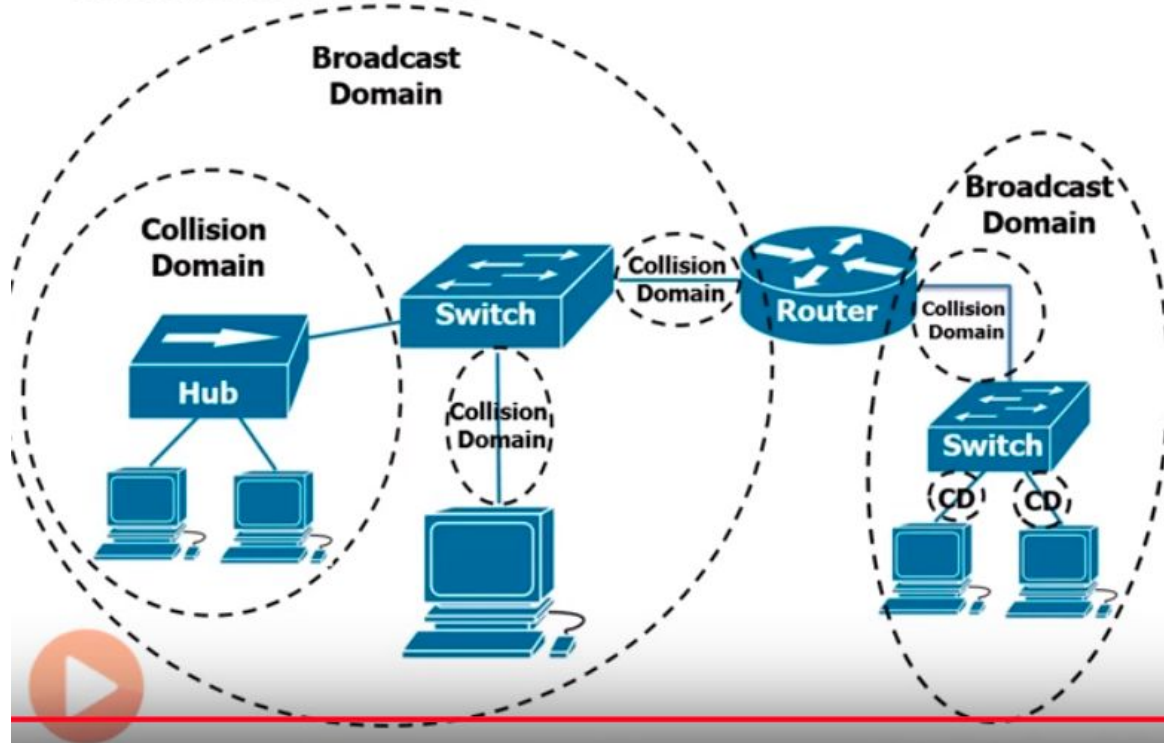 Broadcast
Domain
Broadcast
Domain
Collision
Domain
Collision
Domain
Switch
Router
Collision
Domain
Hub
Collision
Domain
Switch
CD
CD